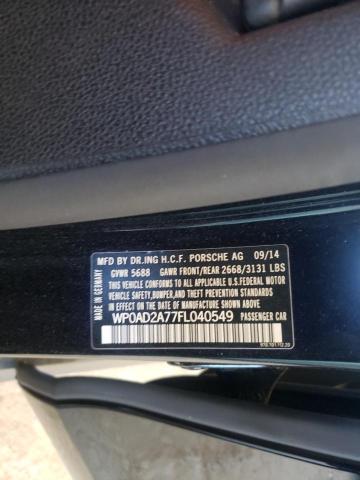 MFD BY DR.ING H.C.F. PORSCHE AG 09/14
GVWR 5688 GAWR FRONT/REAR 2668/3131 LBS
THIS VEHICLE CONFORMS TO ALL APPLICABLE U.S.FEDERAL MOTOR
VEHICLE SAFETY, BUMPER, AND THEFT PREVENTION STANDARDS IN
EFFECT ON THE DATE OF MANUFACTURE SHOWN ABOVE.
WP0AD2A77FL040549 PASSENGER CAR
MADE IN GERMANY